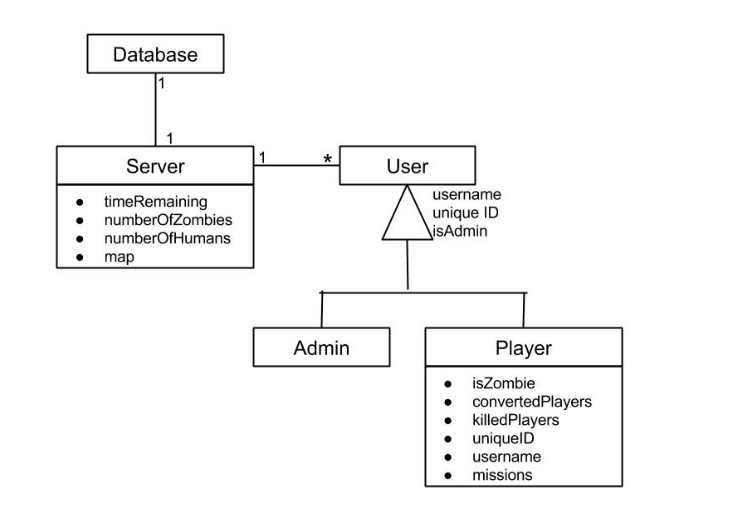 Database
1
1
Server
1
*
User
timeRemaining
numberOfZombies
numberOfHumans
map
username
unique ID
isAdmin
Admin
Player
isZombie
convertedPlayers
killedPlayers
uniqueID
username
missions